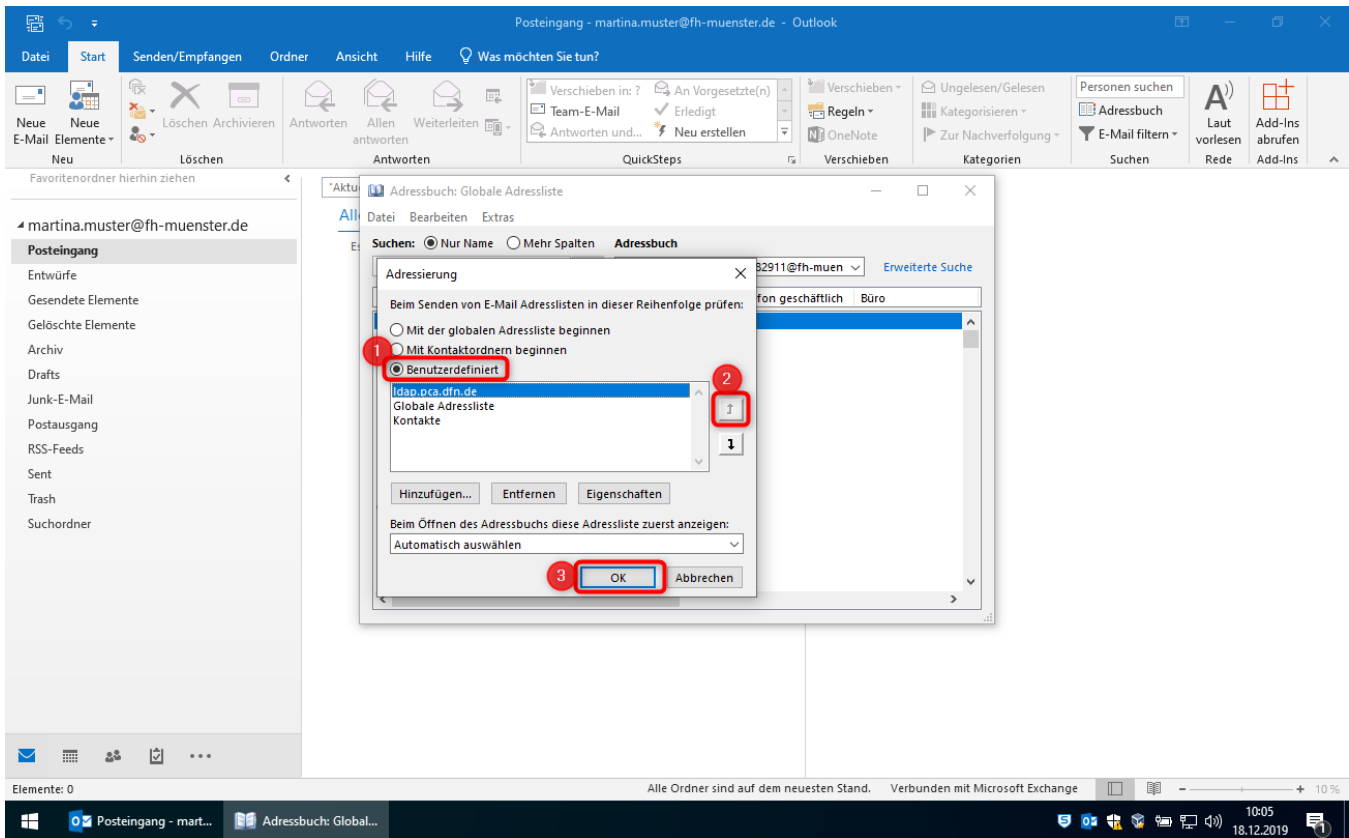 Posteingang - martina.muster@fh-muenster.de - Outlook
Datei Start Senden/Empfangen Ordner Ansicht Hilfe Was möchten Sie tun?
Neue E-Mail
Neue Elemente
Neu
Löschen Archivieren
Löschen
Antworten
Allen antworten
Weiterleiten
Antworten
Verschieben in: ? An Vorgesetzte(n)
Team-E-Mail Erledigt
Antworten und... Neu erstellen
QuickSteps
Verschieben
Regeln
OneNote
Verschieben
Ungelesen/Gelesen
Kategorisieren
Zur Nachverfolgung
Kategorien
Personen suchen
Adressbuch
E-Mail filtern
Suchen
Laut vorlesen
Rede
Add-Ins abrufen
Add-Ins
Favoritenordner hierhin ziehen
martina.muster@fh-muenster.de
Posteingang
Entwürfe
Gesendete Elemente
Gelöschte Elemente
Archiv
Drafts
Junk-E-Mail
Postausgang
RSS-Feeds
Sent
Trash
Suchordner
"Aktu
All
Es
Adressbuch: Globale Adressliste
Datei Bearbeiten Extras
Suchen: Nur Name Mehr Spalten Adressbuch
82911@fh-muen Erweiterte Suche
fon geschäftlich Büro
Adressierung
Beim Senden von E-Mail Adresslisten in dieser Reihenfolge prüfen:
Mit der globalen Adressliste beginnen
1 Mit Kontaktordnern beginnen
Benutzerdefiniert
2
ldap.pca.dfn.de
Globale Adressliste
Kontakte
Hinzufügen... Entfernen Eigenschaften
Beim Öffnen des Adressbuchs diese Adressliste zuerst anzeigen:
Automatisch auswählen
3 OK Abbrechen
Elemente: 0 Alle Ordner sind auf dem neuesten Stand. Verbunden mit Microsoft Exchange 10 %
Posteingang - mart... Adressbuch: Global...
10:05
18.12.2019
1